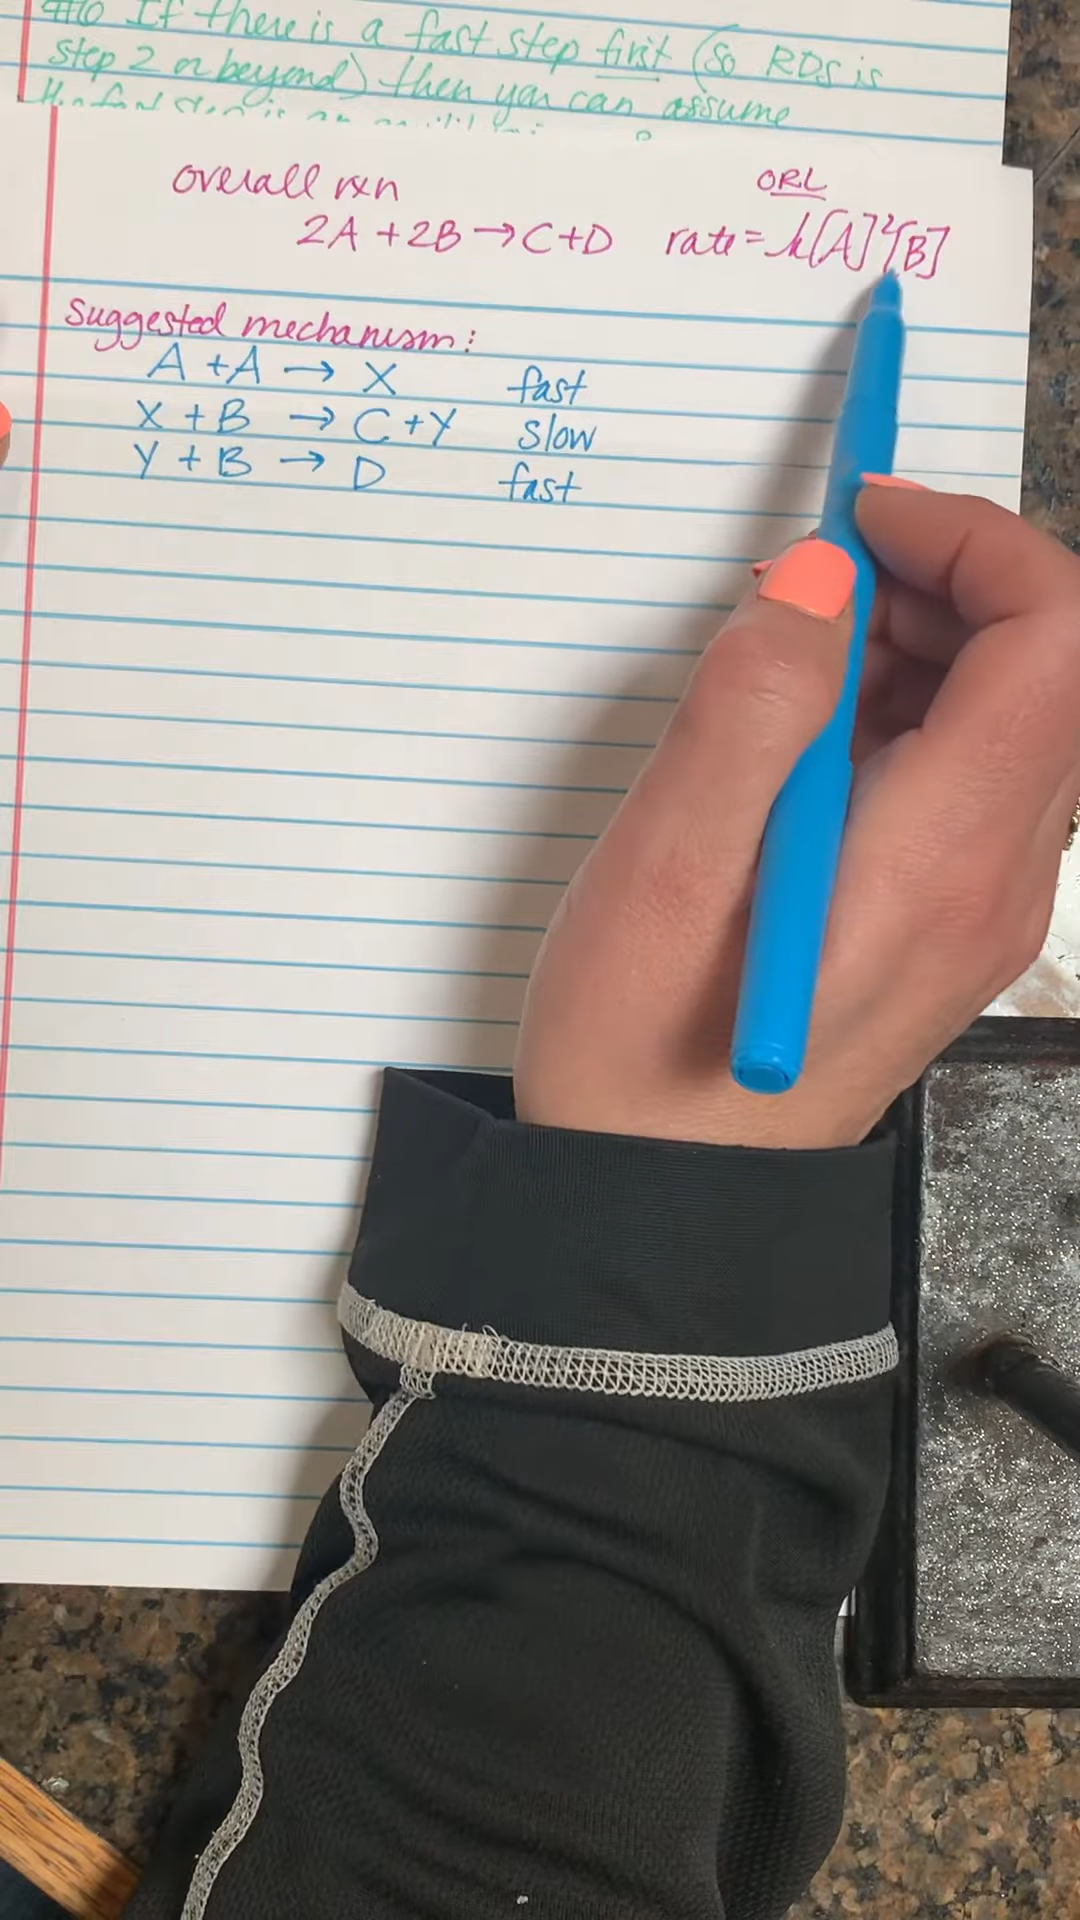 #6 If there is a fast step first (so RDS is
step 2 or beyond) then you can assume
overall rxn
ORL
2A + 2B → C + D rate = k[A]²[B]
suggested mechanism:
A + A → X fast
X + B → C + Y slow
Y + B → D fast